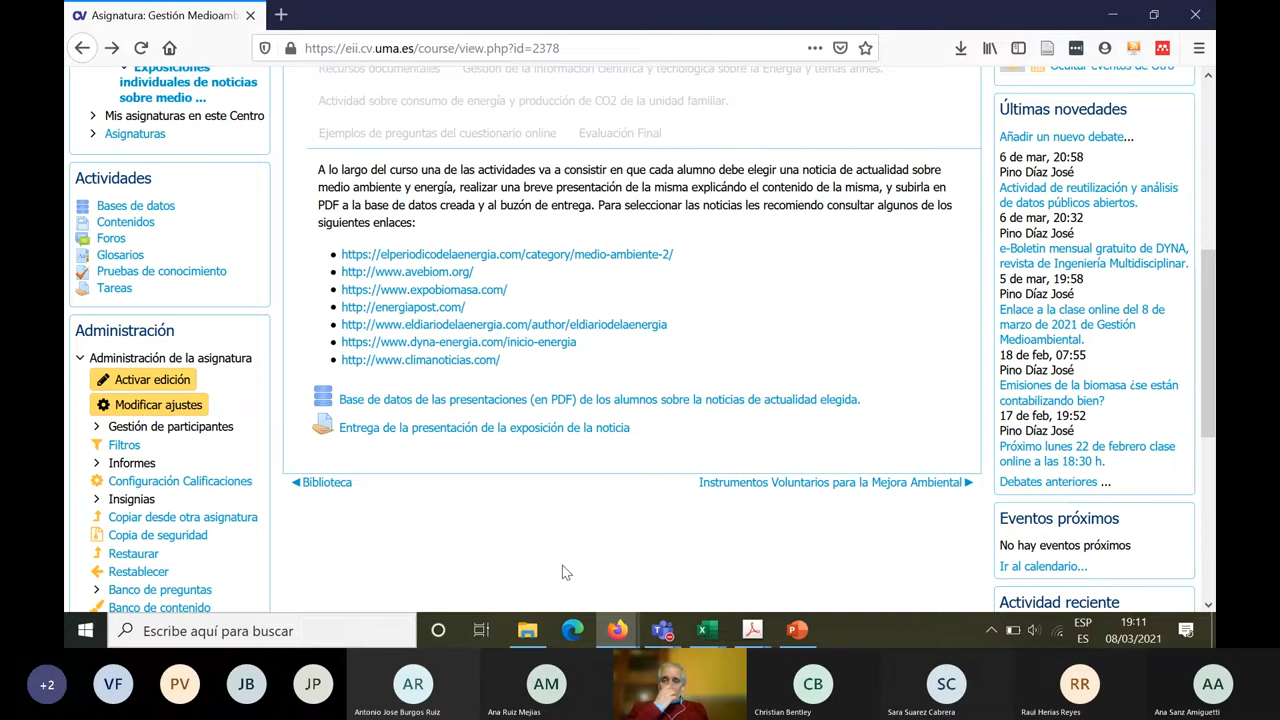 Asignatura: Gestión Medioamb
https://eii.cv.uma.es/course/view.php?id=2378
Exposiciones
individuales de noticias
sobre medio ...
Mis asignaturas en este Centro
Asignaturas
Actividades
Bases de datos
Contenidos
Foros
Glosarios
Pruebas de conocimiento
Tareas
Administración
Administración de la asignatura
Activar edición
Modificar ajustes
Gestión de participantes
Filtros
Informes
Configuración Calificaciones
Insignias
Copiar desde otra asignatura
Copia de seguridad
Restaurar
Restablecer
Banco de preguntas
Banco de contenido
Recursos documentales Gestión de la información científica y tecnológica sobre la Energía y temas afines.
Actividad sobre consumo de energía y producción de CO2 de la unidad familiar.
Ejemplos de preguntas del cuestionario online Evaluación Final
A lo largo del curso una de las actividades va a consistir en que cada alumno debe elegir una noticia de actualidad sobre
medio ambiente y energía, realizar una breve presentación de la misma explicándo el contenido de la misma, y subirla en
PDF a la base de datos creada y al buzón de entrega. Para seleccionar las noticias les recomiendo consultar algunos de los
siguientes enlaces:
https://elperiodicodelaenergia.com/category/medio-ambiente-2/
http://www.avebiom.org/
https://www.expobiomasa.com/
http://energiapost.com/
http://www.eldiariodelaenergia.com/author/eldiariodelaenergia
https://www.dyna-energia.com/inicio-energia
http://www.climanoticias.com/
Base de datos de las presentaciones (en PDF) de los alumnos sobre la noticias de actualidad elegida.
Entrega de la presentación de la exposición de la noticia
◄Biblioteca
Instrumentos Voluntarios para la Mejora Ambiental►
Ocultar eventos de Otro
Últimas novedades
Añadir un nuevo debate...
6 de mar, 20:58
Pino Díaz José
Actividad de reutilización y análisis
de datos públicos abiertos.
6 de mar, 20:32
Pino Díaz José
e-Boletin mensual gratuito de DYNA,
revista de Ingeniería Multidisciplinar.
5 de mar, 19:58
Pino Díaz José
Enlace a la clase online del 8 de
marzo de 2021 de Gestión
Medioambiental.
18 de feb, 07:55
Pino Díaz José
Emisiones de la biomasa ¿se están
contabilizando bien?
17 de feb, 19:52
Pino Díaz José
Próximo lunes 22 de febrero clase
online a las 18:30 h.
Debates anteriores ...
Eventos próximos
No hay eventos próximos
Ir al calendario...
Actividad reciente
Escribe aquí para buscar
ESP
ES
19:11
08/03/2021
+2
VF
PV
JB
JP
AR
Antonio Jose Burgos Ruiz
AM
Ana Ruiz Mejias
CB
Christian Bentley
SC
Sara Suarez Cabrera
RR
Raul Herias Reyes
AA
Ana Sanz Amiguetti